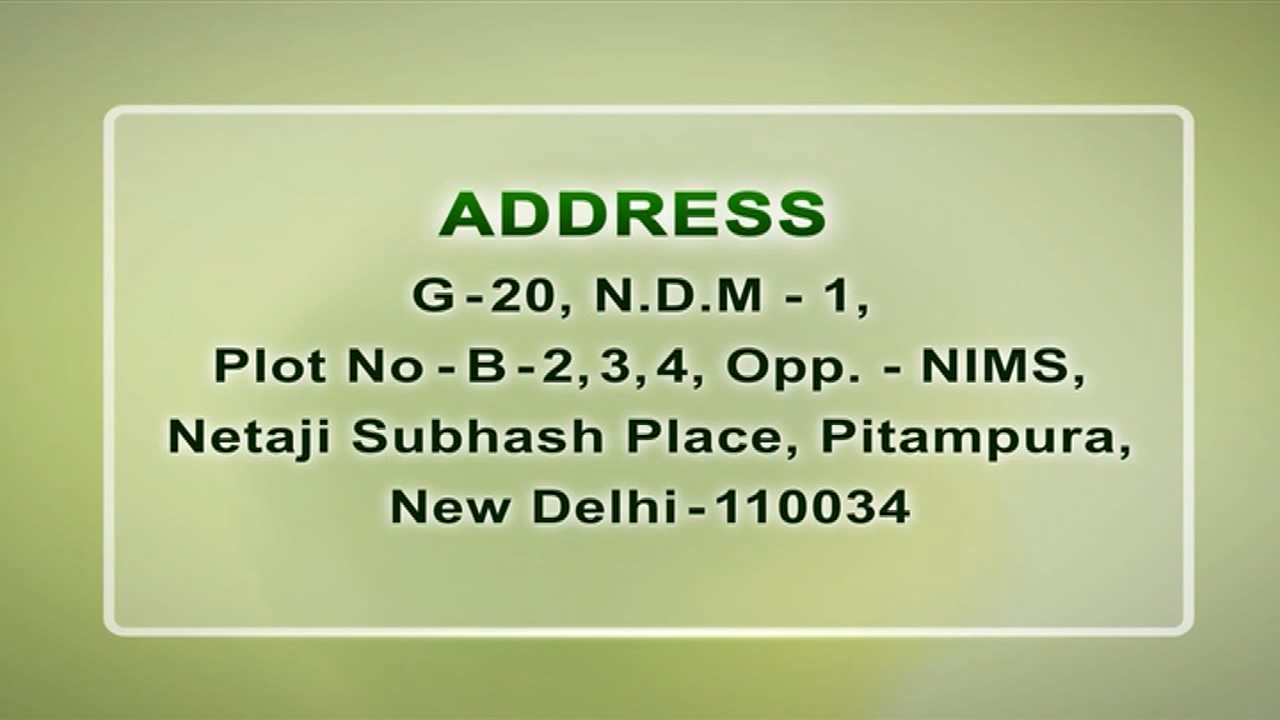 ADDRESS
G-20, N.D.M - 1,
Plot No-B-2,3,4, Opp. - NIMS,
Netaji Subhash Place, Pitampura,
New Delhi-110034